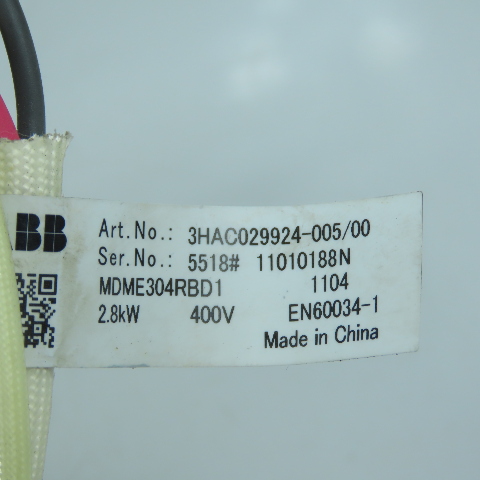 ABB
Art.No.: 3HAC029924-005/00
Ser.No.: 5518# 11010188N
MDME304RBD1 1104
2.8kW 400V EN60034-1
Made in China